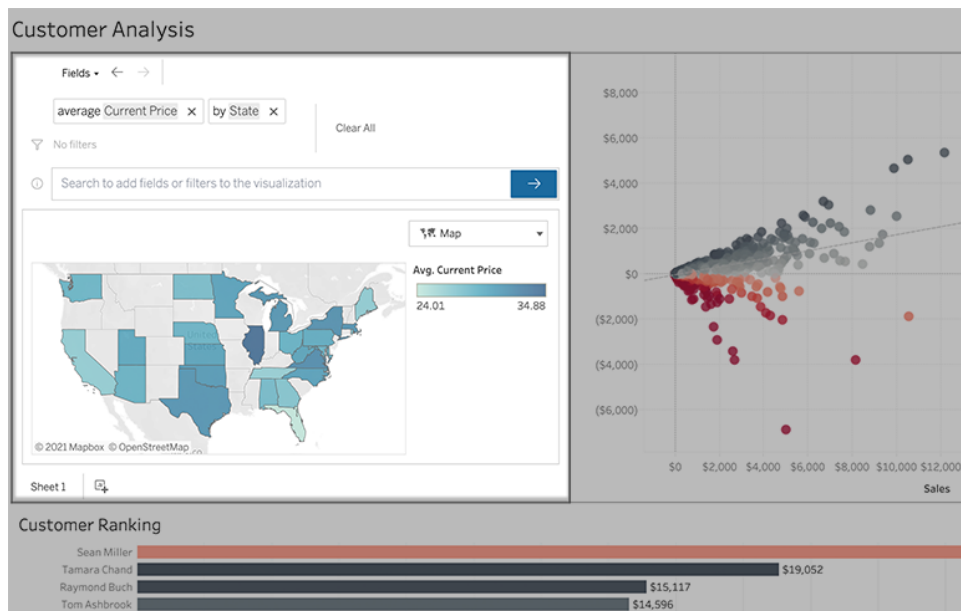 Customer Analysis
Fields
average Current Price ×
by State ×
Clear All
No filters
Search to add fields or filters to the visualization
Map
Avg. Current Price
24.01 34.88
© 2021 Mapbox © OpenStreetMap
Sheet 1
$8,000
$6,000
$4,000
$2,000
$0
($2,000)
($4,000)
($6,000)
$0 $2,000 $4,000 $6,000 $8,000 $10,000 $12,000
Sales
Customer Ranking
Sean Miller
Tamara Chand $19,052
Raymond Buch $15,117
Tom Ashbrook $14,596